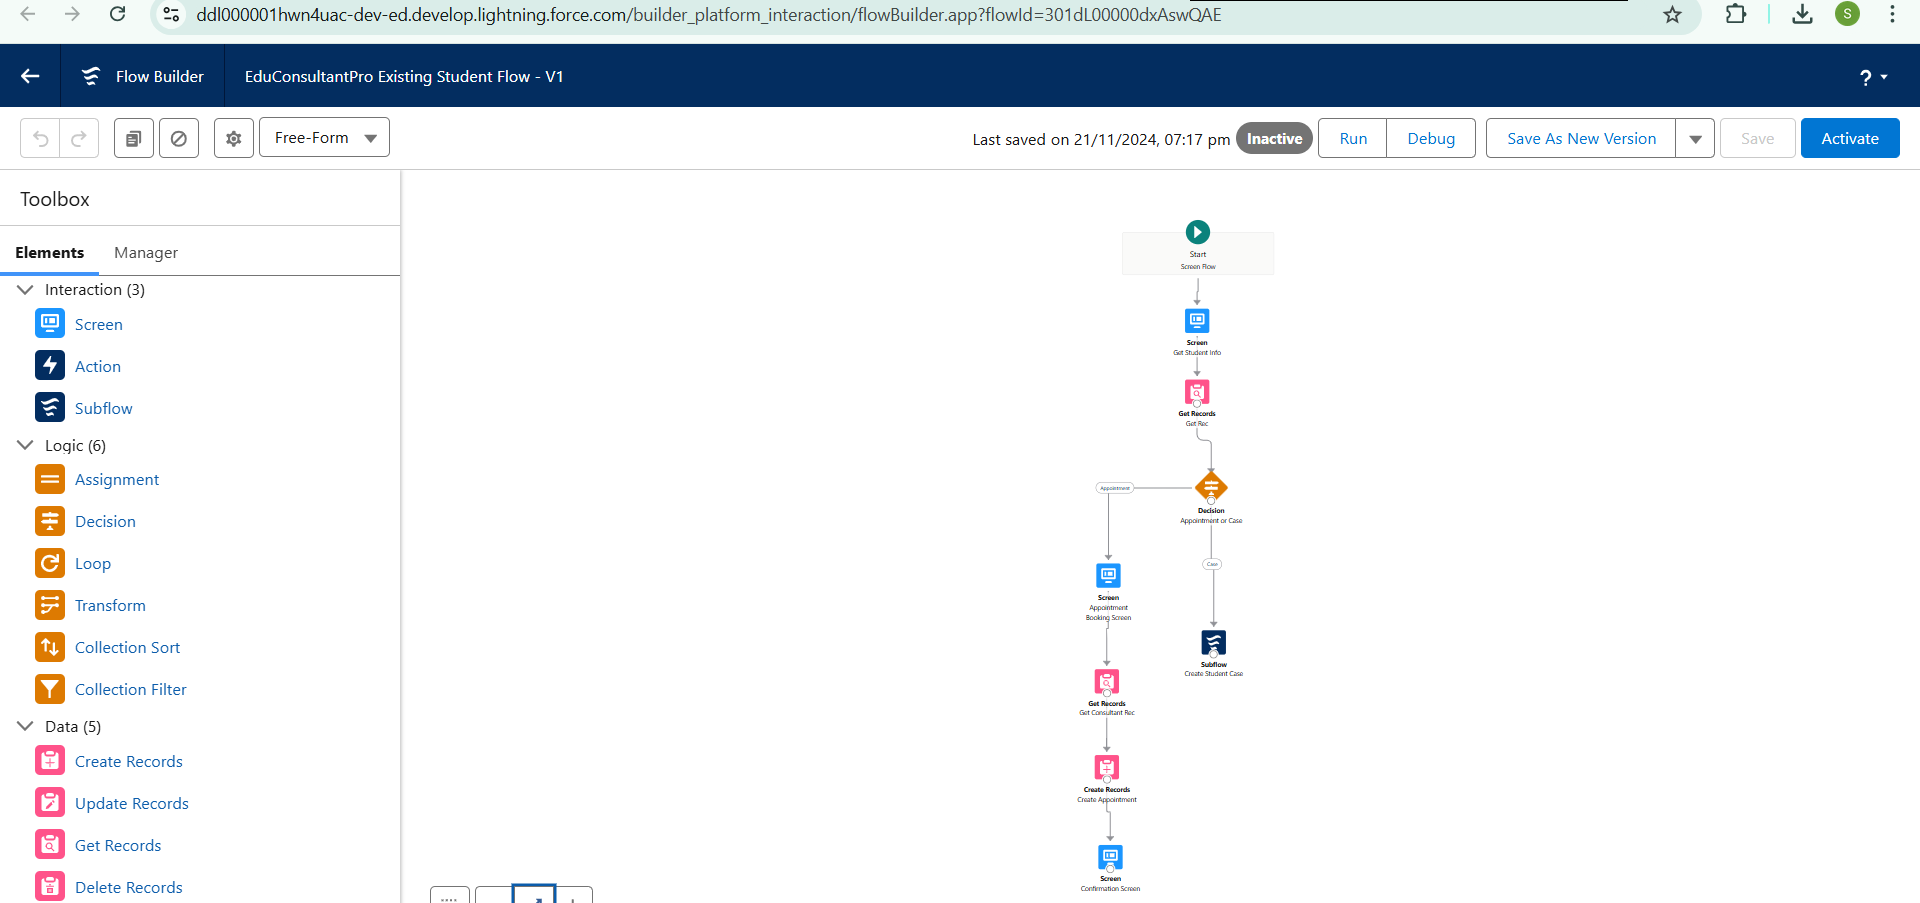 ddl000001hwn4uac-dev-ed.develop.lightning.force.com/builder_platform_interaction/flowBuilder.app?flowId=301dL00000dxAswQAE
S
Flow Builder
EduConsultantPro Existing Student Flow - V1
?
Free-Form
Last saved on 21/11/2024, 07:17 pm
Inactive
Run
Debug
Save As New Version
Save
Activate
Toolbox
Elements
Manager
Interaction (3)
Screen
Action
Subflow
Logic (6)
Assignment
Decision
Loop
Transform
Collection Sort
Collection Filter
Data (5)
Create Records
Update Records
Get Records
Delete Records
Start
Screen Flow
Screen
Get Student Info
Get Records
Get Rec
Appointment
Decision
Appointment or Case
Case
Screen
Appointment
Booking Screen
Subflow
Create Student Case
Get Records
Get Consultant Rec
Create Records
Create Appointment
Screen
Confirmation Screen